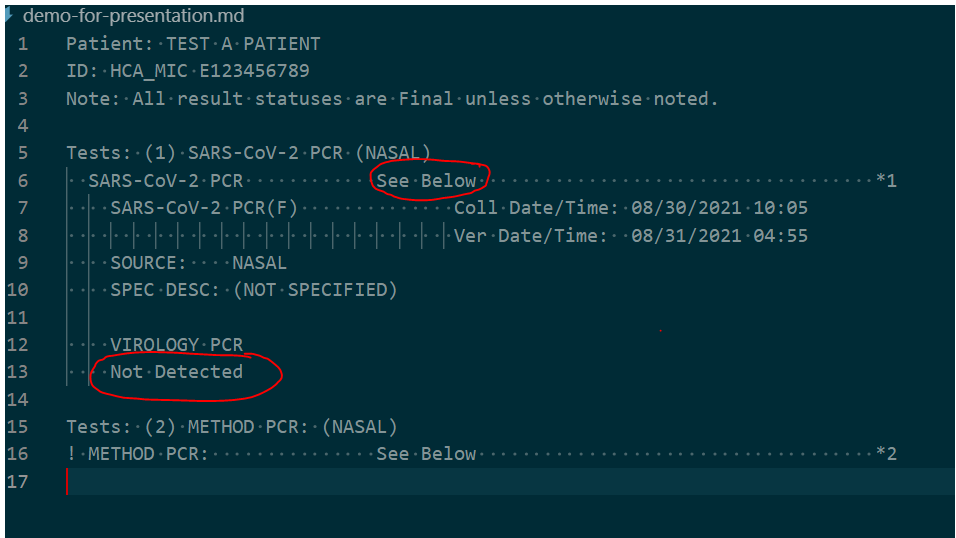 demo-for-presentation.md
1 Patient: TEST A PATIENT
2 ID: HCA_MIC E123456789
3 Note: All result statuses are Final unless otherwise noted.
4
5 Tests: (1) SARS-CoV-2 PCR (NASAL)
6 SARS-CoV-2 PCR See Below *1
7 SARS-CoV-2 PCR(F) Coll Date/Time: 08/30/2021 10:05
8 Ver Date/Time: 08/31/2021 04:55
9 SOURCE: NASAL
10 SPEC DESC: (NOT SPECIFIED)
11
12 VIROLOGY PCR
13 Not Detected
14
15 Tests: (2) METHOD PCR: (NASAL)
16 ! METHOD PCR: See Below *2
17